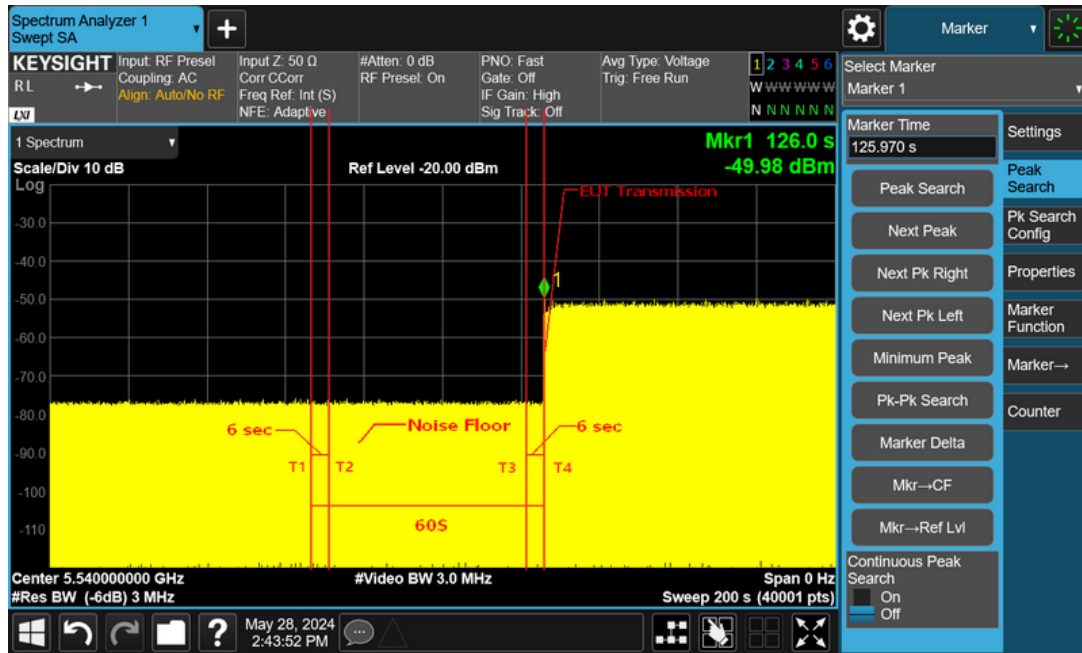 Spectrum Analyzer 1
Swept SA
+
Marker
KEYSIGHT
R L
LXI
Input: RF Presel
Coupling: AC
Align: Auto/No RF
Input Z: 50 Ω
Corr CCorr
Freq Ref: Int (S)
NFE: Adaptive
#Atten: 0 dB
RF Presel: On
PNO: Fast
Gate: Off
IF Gain: High
Sig Track: Off
Avg Type: Voltage
Trig: Free Run
1 2 3 4 5 6
W W W W W W
N N N N N N
Select Marker
Marker 1
1 Spectrum
Scale/Div 10 dB
Ref Level -20.00 dBm
Mkr1 126.0 s
-49.98 dBm
Log
-30.0
-40.0
-50.0
-60.0
-70.0
-80.0
-90.0
-100
-110
EUT Transmission
1
6 sec
Noise Floor
6 sec
T1
T2
T3
T4
60S
Center 5.540000000 GHz
#Video BW 3.0 MHz
Span 0 Hz
#Res BW (-6dB) 3 MHz
Sweep 200 s (40001 pts)
Marker Time
125.970 s
Peak Search
Next Peak
Next Pk Right
Next Pk Left
Minimum Peak
Pk-Pk Search
Marker Delta
Mkr→CF
Mkr→Ref Lvl
Continuous Peak
Search
On
Off
Settings
Peak
Search
Pk Search
Config
Properties
Marker
Function
Marker→
Counter
?
May 28, 2024
2:43:52 PM